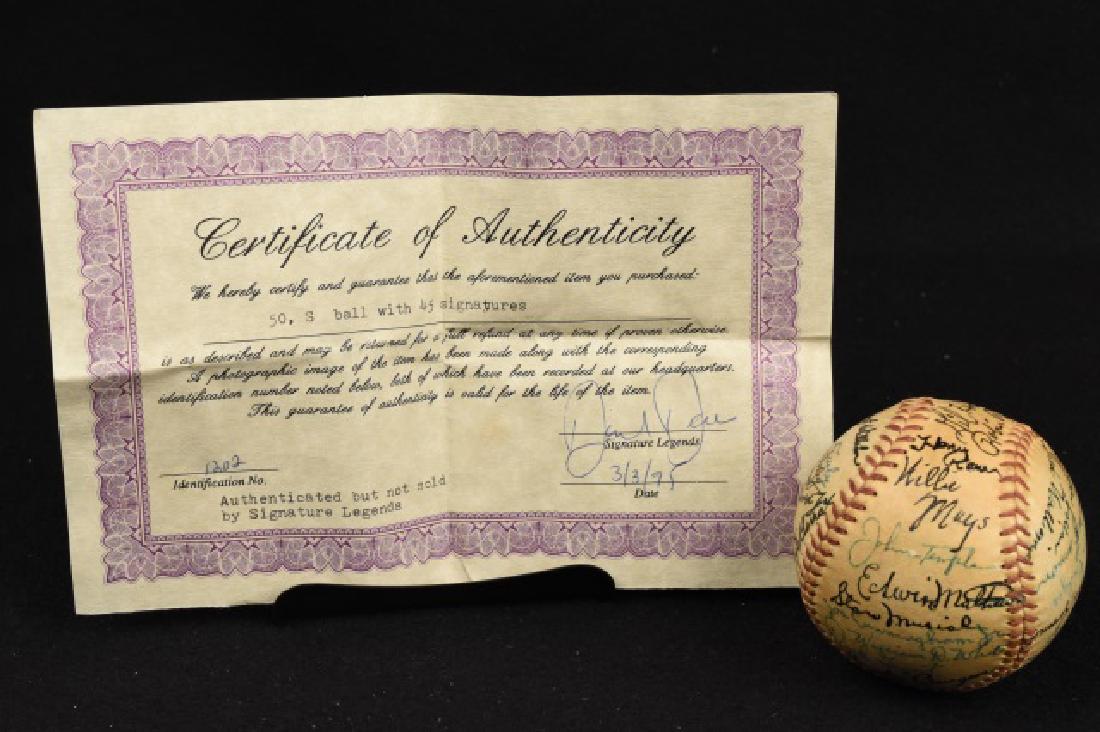 Certificate of Authenticity
We hereby certify and guarantee that the aforementioned item you purchased:
50, S ball with 45 signatures
is as described and may be returned for a full refund at any time if proven otherwise
A photographic image of the item has been made along with the corresponding
identification number noted below, both of which have been recorded at our headquarters.
This guarantee of authenticity is valid for the life of the item.
Signature Legends
1202
Identification No.
3/3/95
Date
Authenticated but not sold
by Signature Legends
Willie
Mays
John Temple
Edwin Mathews
Stan Musial